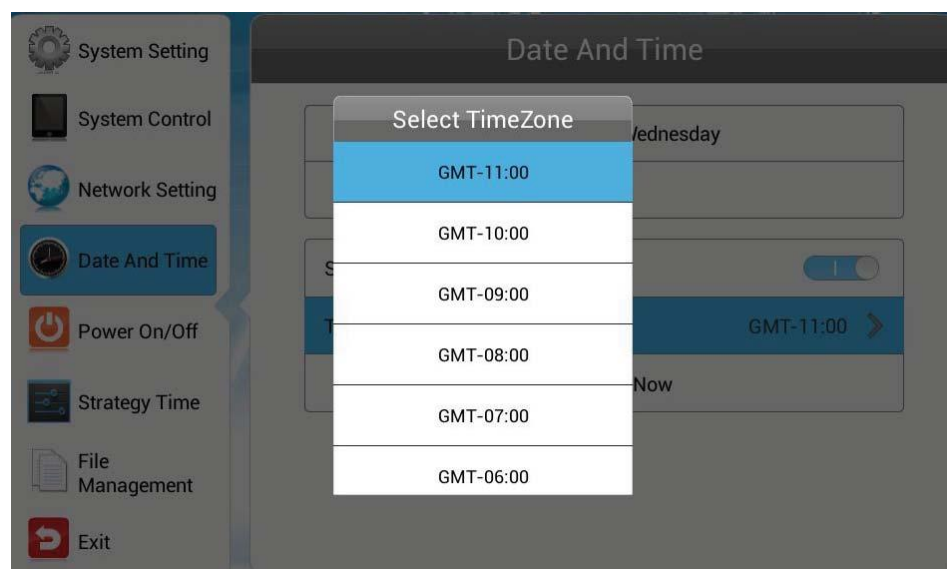 System Setting
System Control
Network Setting
Date And Time
Power On/Off
Strategy Time
File
Management
Exit
Date And Time
Select TimeZone
GMT-11:00
GMT-10:00
GMT-09:00
GMT-08:00
GMT-07:00
GMT-06:00
GMT-11:00
Now